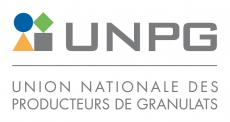 UNPG
UNION NATIONALE DES
PRODUCTEURS DE GRANULATS